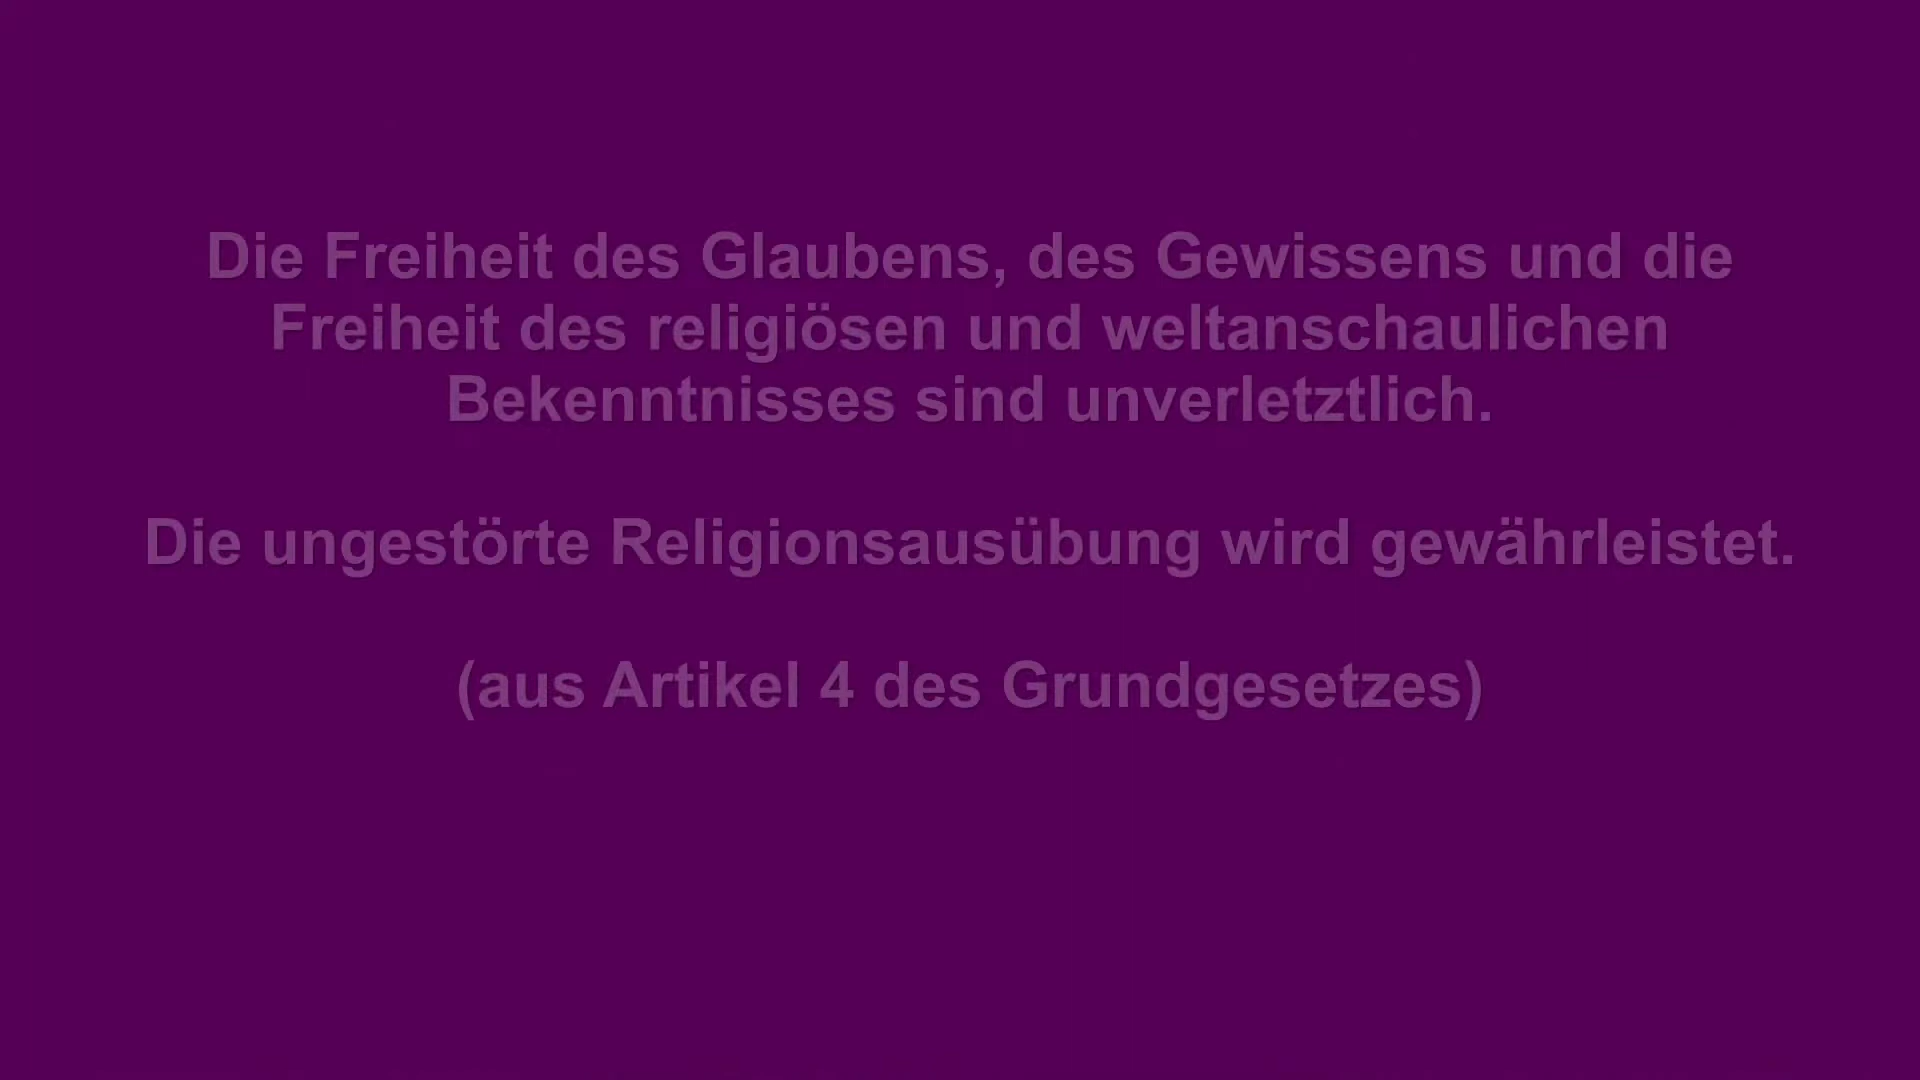 Die Freiheit des Glaubens, des Gewissens und die
Freiheit des religiösen und weltanschaulichen
Bekenntnisses sind unverletztlich.
Die ungestörte Religionsausübung wird gewährleistet.
(aus Artikel 4 des Grundgesetzes)